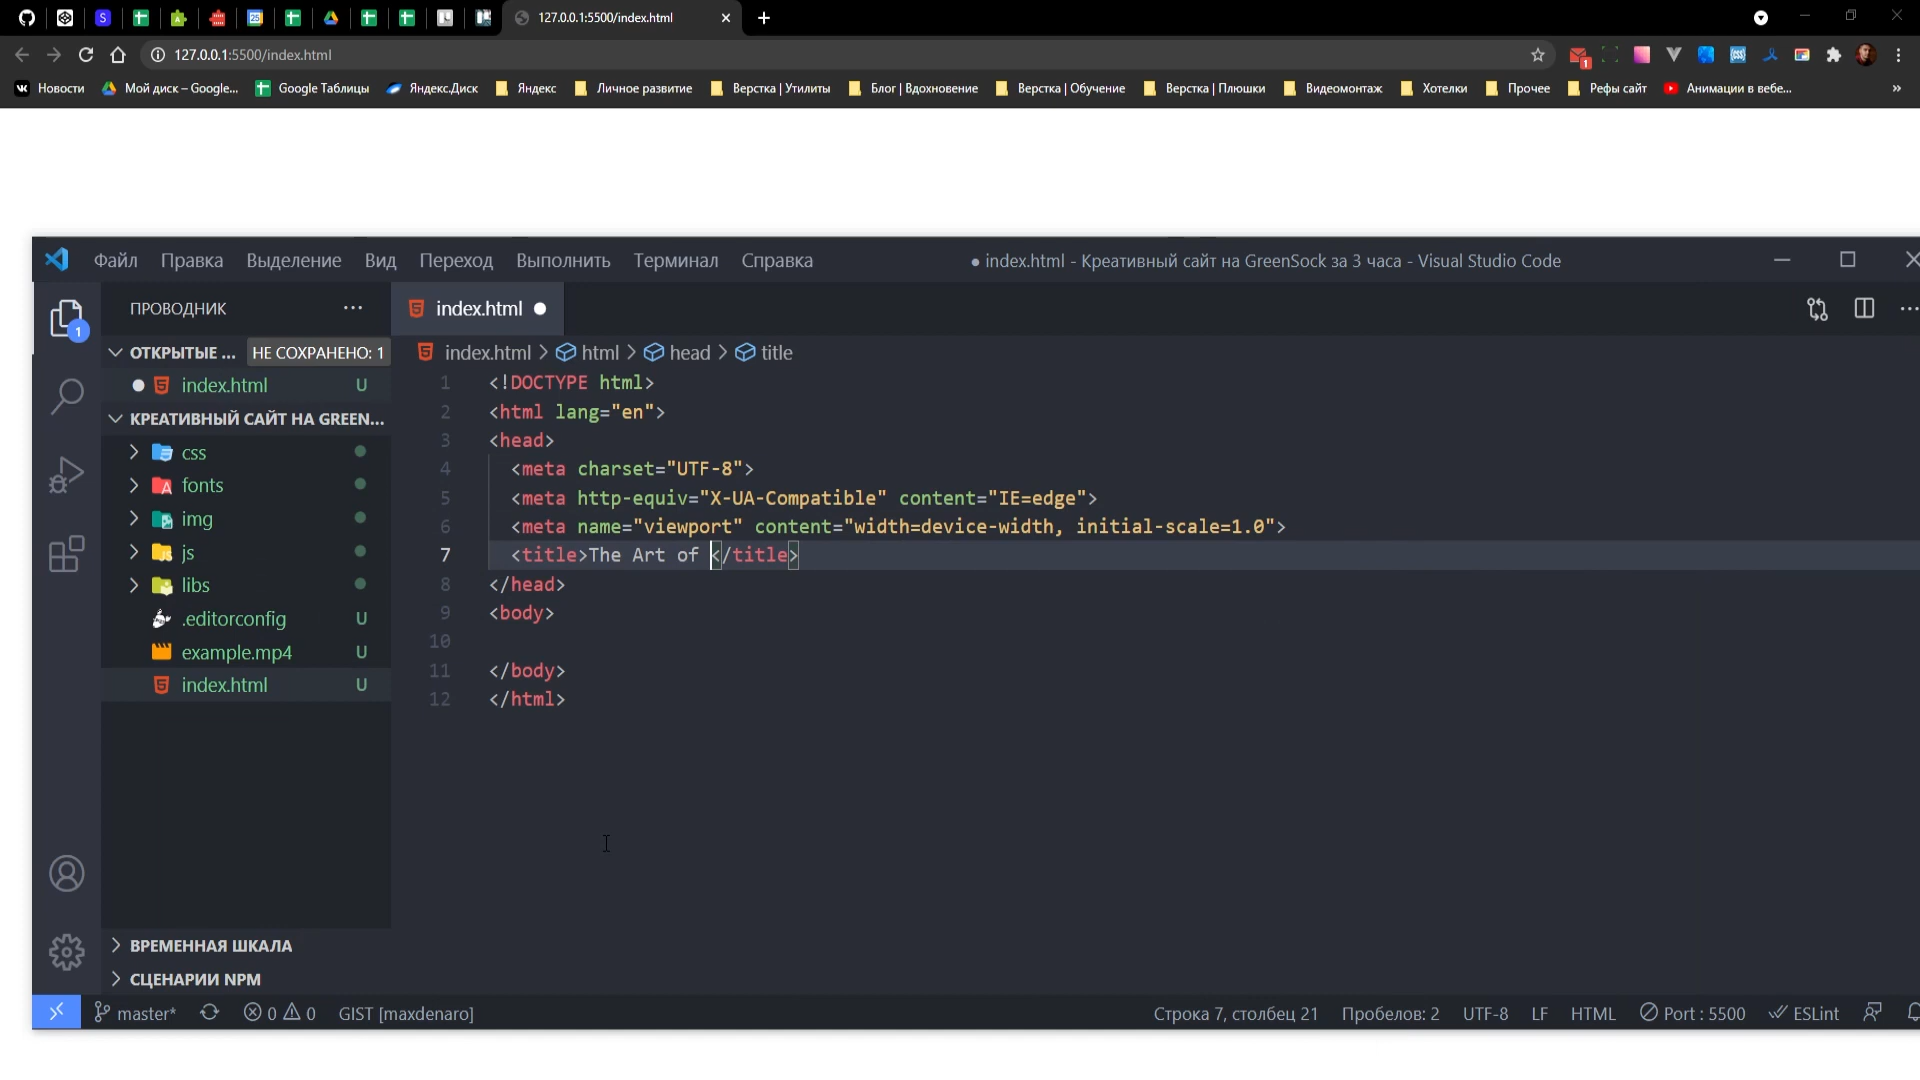 127.0.0.1:5500/index.html
127.0.0.1:5500/index.html
Новости Мой диск – Google... Google Таблицы Яндекс.Диск Яндекс Личное развитие Верстка | Утилиты Блог | Вдохновение Верстка | Обучение Верстка | Плюшки Видеомонтаж Хотелки Прочее Рефы сайт Анимации в вебе... »
Файл Правка Выделение Вид Переход Выполнить Терминал Справка ● index.html - Креативный сайт на GreenSock за 3 часа - Visual Studio Code
ПРОВОДНИК ··· index.html
ОТКРЫТЫЕ ... НЕ СОХРАНЕНО: 1
index.html > html > head > title
index.html U
КРЕАТИВНЫЙ САЙТ НА GREEN...
css
fonts
img
js
libs
.editorconfig U
example.mp4 U
index.html U
1 <!DOCTYPE html>
2 <html lang="en">
3 <head>
4 <meta charset="UTF-8">
5 <meta http-equiv="X-UA-Compatible" content="IE=edge">
6 <meta name="viewport" content="width=device-width, initial-scale=1.0">
7 <title>The Art of </title>
8 </head>
9 <body>
10
11 </body>
12 </html>
1
ВРЕМЕННАЯ ШКАЛА
СЦЕНАРИИ NPM
master* 0 0 GIST [maxdenaro] Строка 7, столбец 21 Пробелов: 2 UTF-8 LF HTML Port : 5500 ESLint